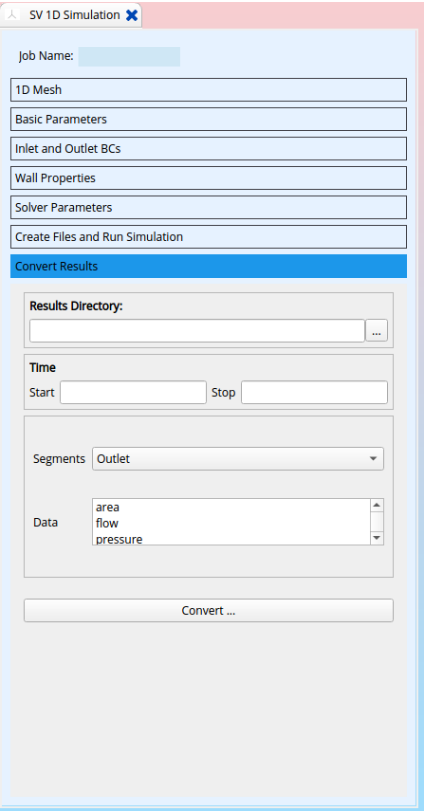 SV 1D Simulation
Job Name:
1D Mesh
Basic Parameters
Inlet and Outlet BCs
Wall Properties
Solver Parameters
Create Files and Run Simulation
Convert Results
Results Directory:
...
Time
Start Stop
Segments Outlet
Data
area
flow
pressure
Convert ...